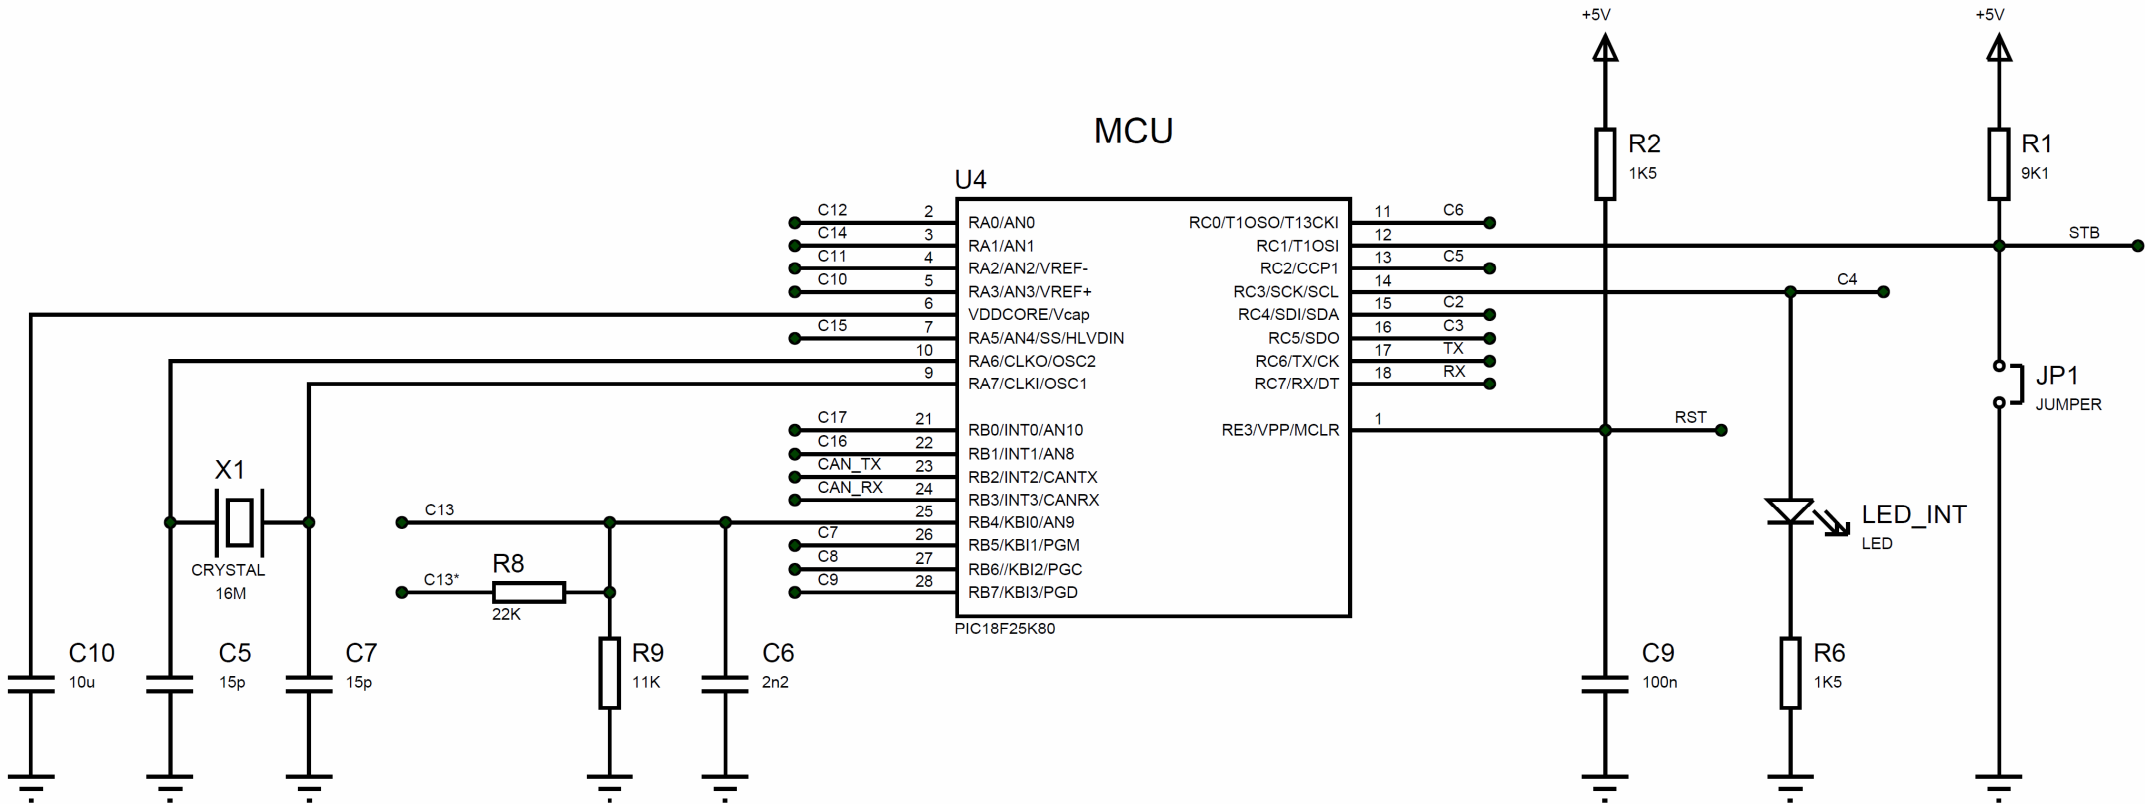 +5V +5V
MCU
R2 R1
1K5 9K1
U4
C12 2 RA0/AN0 RC0/T1OSO/T13CKI 11 C6
C14 3 RA1/AN1 RC1/T1OSI 12 STB
C11 4 RA2/AN2/VREF- RC2/CCP1 13 C5
C10 5 RA3/AN3/VREF+ RC3/SCK/SCL 14 C4
6 VDDCORE/Vcap RC4/SDI/SDA 15 C2
C15 7 RA5/AN4/SS/HLVDIN RC5/SDO 16 C3
10 RA6/CLKO/OSC2 RC6/TX/CK 17 TX
9 RA7/CLKI/OSC1 RC7/RX/DT 18 RX
JP1
JUMPER
C17 21 RB0/INT0/AN10 RE3/VPP/MCLR 1 RST
C16 22 RB1/INT1/AN8
CAN_TX 23 RB2/INT2/CANTX
CAN_RX 24 RB3/INT3/CANRX
C13 25 RB4/KBI0/AN9
C7 26 RB5/KBI1/PGM
C8 27 RB6//KBI2/PGC
C9 28 RB7/KBI3/PGD
PIC18F25K80
X1
CRYSTAL
16M
C13* R8
22K
LED_INT
LED
C10 C5 C7 R9 C6 C9 R6
10u 15p 15p 11K 2n2 100n 1K5